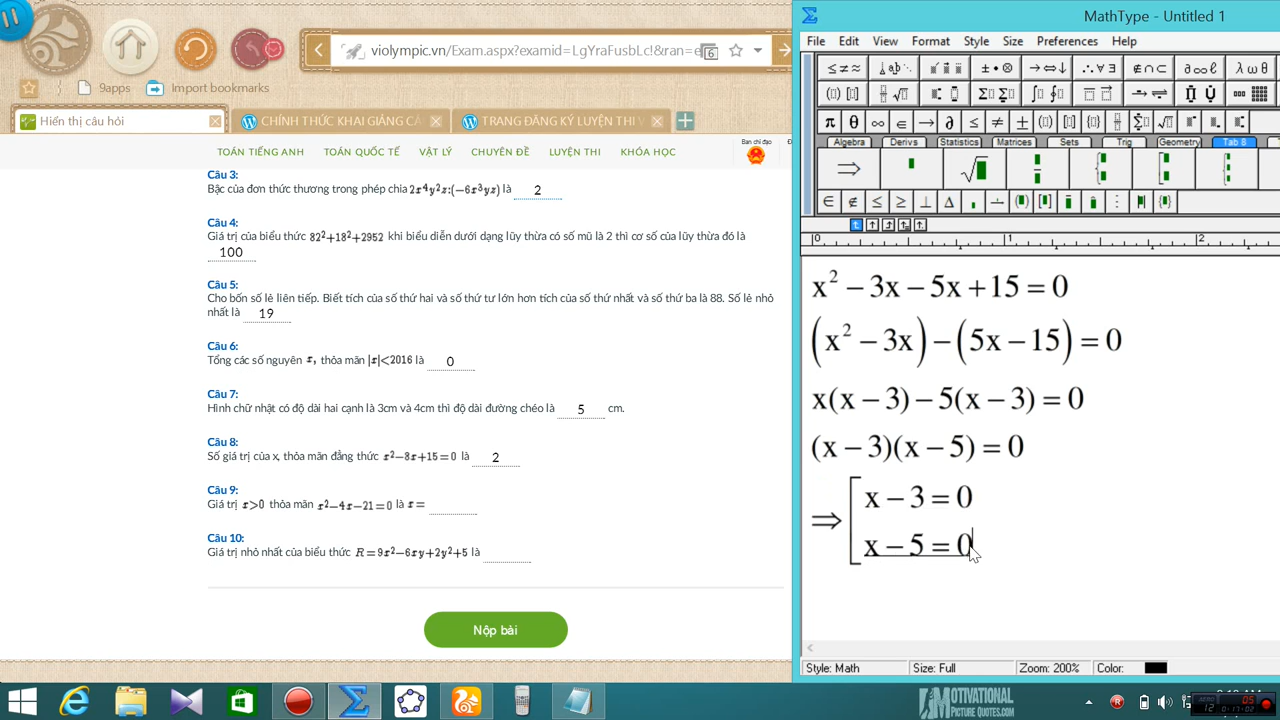 MathType - Untitled 1
violympic.vn/Exam.aspx?examid=LgYraFusbLc!&ran=e
6
9apps
Import bookmarks
File Edit View Format Style Size Preferences Help
Hiển thị câu hỏi
CHÍNH THỨC KHAI GIẢNG CÁ
TRANG ĐĂNG KÝ LUYỆN THI V
TOÁN TIẾNG ANH TOÁN QUỐC TẾ VẬT LÝ CHUYÊN ĐỀ LUYỆN THI KHÓA HỌC
Ban chỉ đạo
Algebra Derivs Statistics Matrices Sets Trig Geometry Tab 8
0 1 2
Câu 3:
Bậc của đơn thức thương trong phép chia 2x⁴y²z:(−6x³yz) là 2
Câu 4:
Giá trị của biểu thức 82²+18²+2952 khi biểu diễn dưới dạng lũy thừa có số mũ là 2 thì cơ số của lũy thừa đó là
100
Câu 5:
Cho bốn số lẻ liên tiếp. Biết tích của số thứ hai và số thứ tư lớn hơn tích của số thứ nhất và số thứ ba là 88. Số lẻ nhỏ
nhất là 19
Câu 6:
Tổng các số nguyên x, thỏa mãn |x|<2016 là 0
Câu 7:
Hình chữ nhật có độ dài hai cạnh là 3cm và 4cm thì độ dài đường chéo là 5 cm.
Câu 8:
Số giá trị của x, thỏa mãn đẳng thức x²−8x+15=0 là 2
Câu 9:
Giá trị x>0 thỏa mãn x²−4x−21=0 là x=
Câu 10:
Giá trị nhỏ nhất của biểu thức R=9x²−6xy+2y²+5 là
Nộp bài
x² − 3x − 5x + 15 = 0
(x² − 3x) − (5x − 15) = 0
x(x − 3) − 5(x − 3) = 0
(x − 3)(x − 5) = 0
⇒ [ x − 3 = 0
x − 5 = 0
Style: Math Size: Full Zoom: 200% Color:
MOTIVATIONAL
PICTURE QUOTES.COM